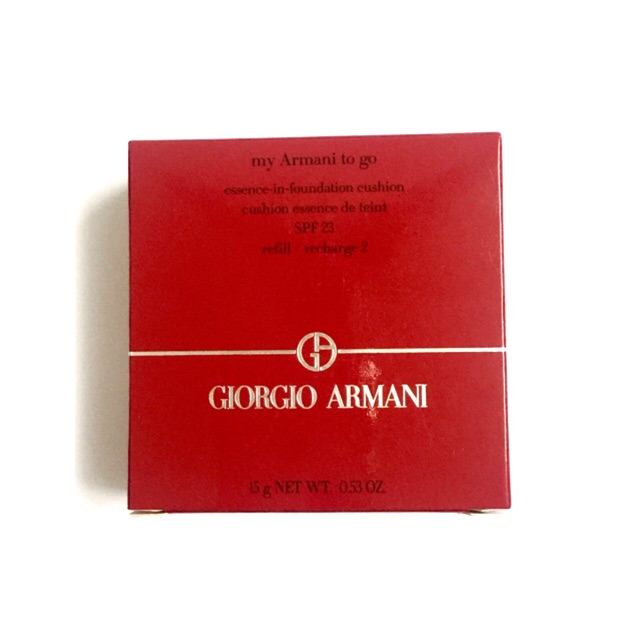 my Armani to go
essence-in-foundation cushion
cushion essence de teint
SPF 23
refill - recharge 2
GIORGIO ARMANI
15 g NET WT. 0.53 OZ.